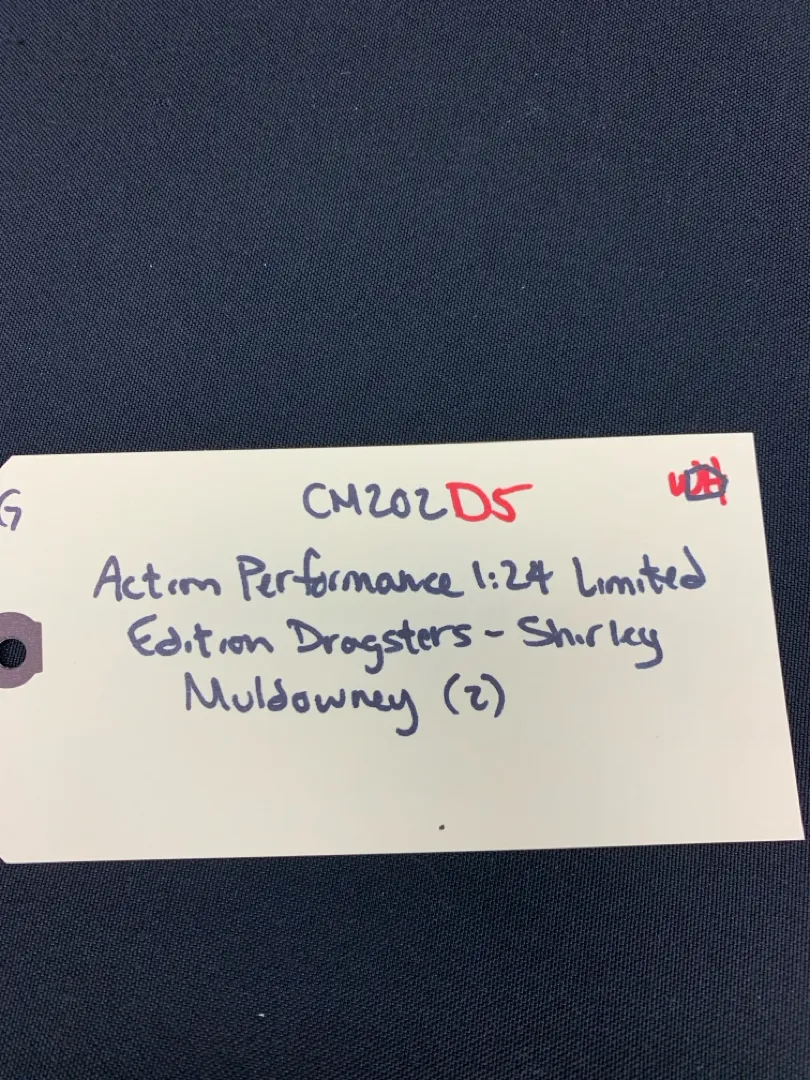 G
CM202D5
Action Performance 1:24 Limited
Edition Dragsters - Shirley
Muldowney (2)